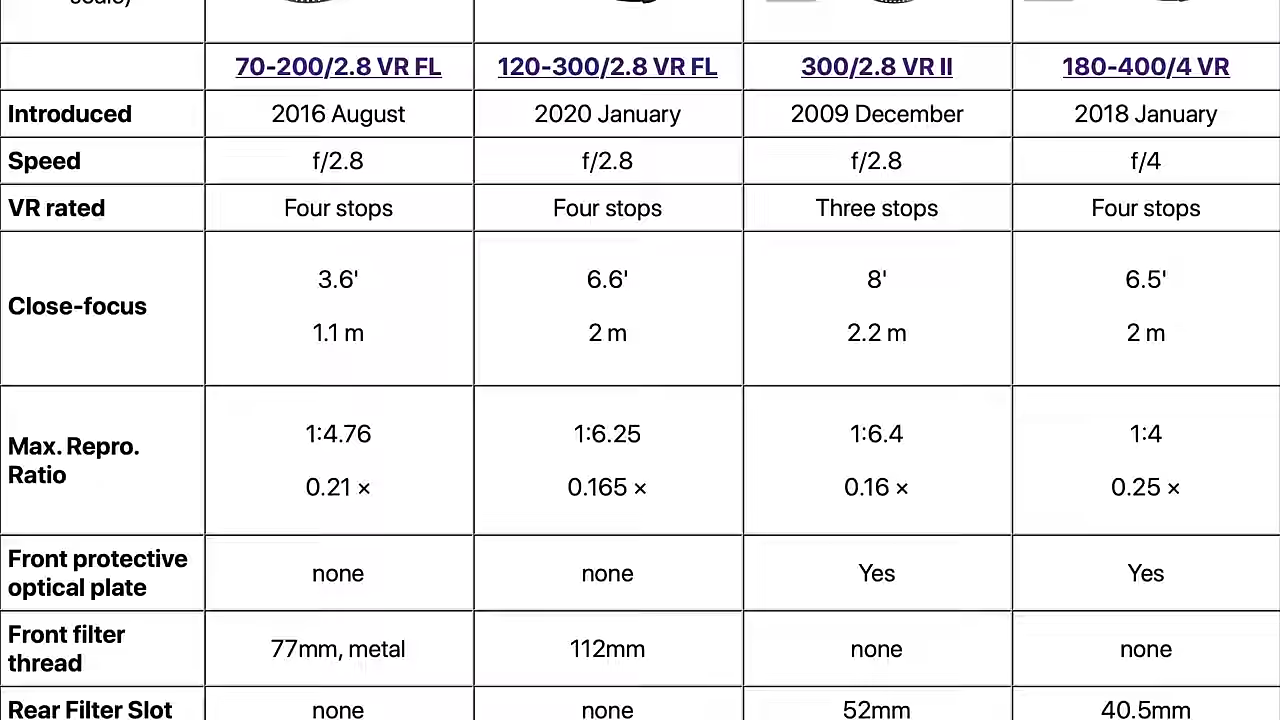 70-200/2.8 VR FL 120-300/2.8 VR FL 300/2.8 VR II 180-400/4 VR
Introduced 2016 August 2020 January 2009 December 2018 January
Speed f/2.8 f/2.8 f/2.8 f/4
VR rated Four stops Four stops Three stops Four stops
Close-focus
3.6' 6.6' 8' 6.5'
1.1 m 2 m 2.2 m 2 m
Max. Repro.
Ratio
1:4.76 1:6.25 1:6.4 1:4
0.21 × 0.165 × 0.16 × 0.25 ×
Front protective
optical plate
none none Yes Yes
Front filter
thread
77mm, metal 112mm none none
Rear Filter Slot none none 52mm 40.5mm